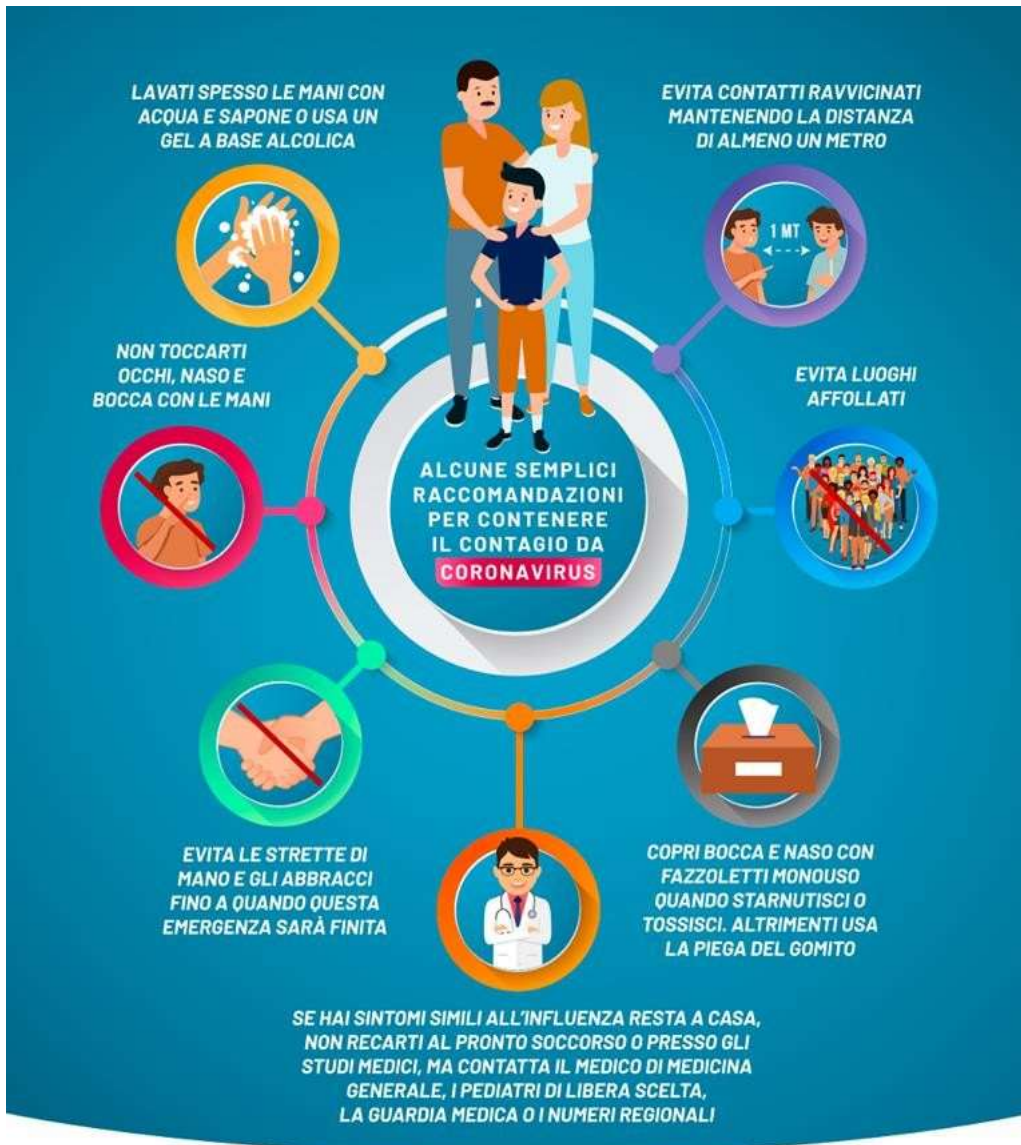 LAVATI SPESSO LE MANI CON
ACQUA E SAPONE O USA UN
GEL A BASE ALCOLICA
EVITA CONTATTI RAVVICINATI
MANTENENDO LA DISTANZA
DI ALMENO UN METRO
1 MT
NON TOCCARTI
OCCHI, NASO E
BOCCA CON LE MANI
EVITA LUOGHI
AFFOLLATI
ALCUNE SEMPLICI
RACCOMANDAZIONI
PER CONTENERE
IL CONTAGIO DA
CORONAVIRUS
EVITA LE STRETTE DI
MANO E GLI ABBRACCI
FINO A QUANDO QUESTA
EMERGENZA SARÀ FINITA
COPRI BOCCA E NASO CON
FAZZOLETTI MONOUSO
QUANDO STARNUTISCI O
TOSSISCI. ALTRIMENTI USA
LA PIEGA DEL GOMITO
SE HAI SINTOMI SIMILI ALL'INFLUENZA RESTA A CASA,
NON RECARTI AL PRONTO SOCCORSO O PRESSO GLI
STUDI MEDICI, MA CONTATTA IL MEDICO DI MEDICINA
GENERALE, I PEDIATRI DI LIBERA SCELTA,
LA GUARDIA MEDICA O I NUMERI REGIONALI